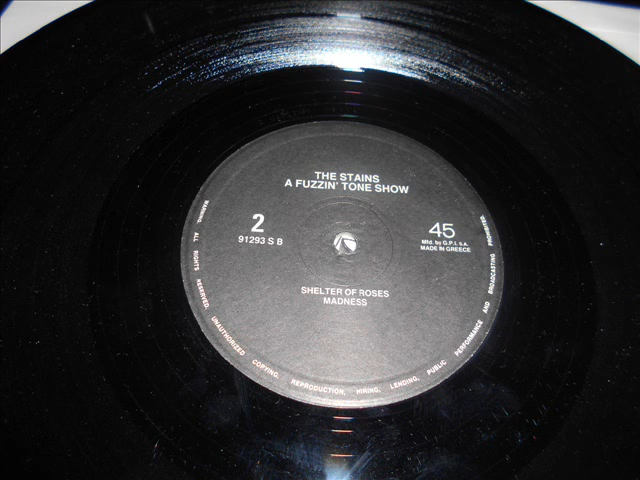 THE STAINS
A FUZZIN' TONE SHOW
2
91293 S B
45
Mfd. by G.P.I. s.a.
MADE IN GREECE
SHELTER OF ROSES
MADNESS
WARNING. ALL RIGHTS RESERVED. UNAUTHORIZED COPYING, REPRODUCTION, HIRING, LENDING, PUBLIC PERFORMANCE AND BROADCASTING PROHIBITED.